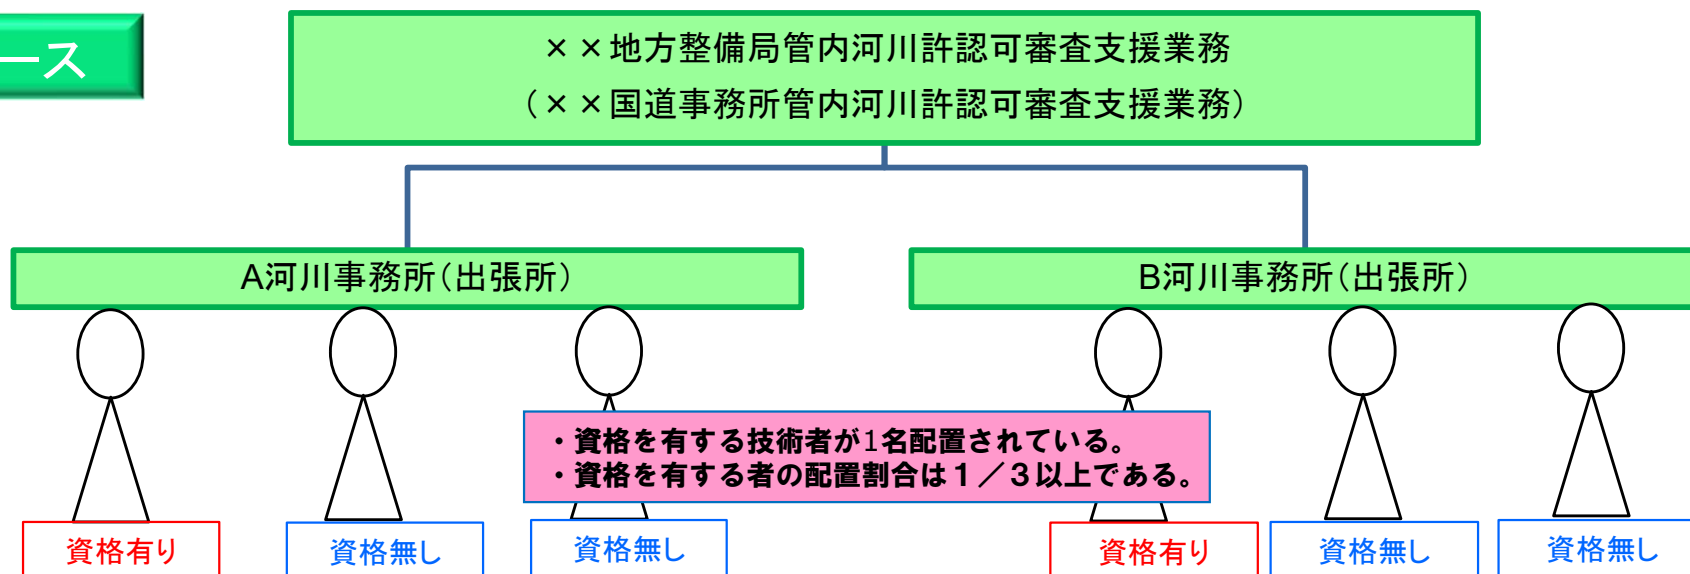 ース
××地方整備局管内河川許認可審査支援業務
（××国道事務所管内河川許認可審査支援業務）
A河川事務所（出張所）
B河川事務所（出張所）
・資格を有する技術者が1名配置されている。
・資格を有する者の配置割合は１／３以上である。
資格有り
資格無し
資格無し
資格有り
資格無し
資格無し